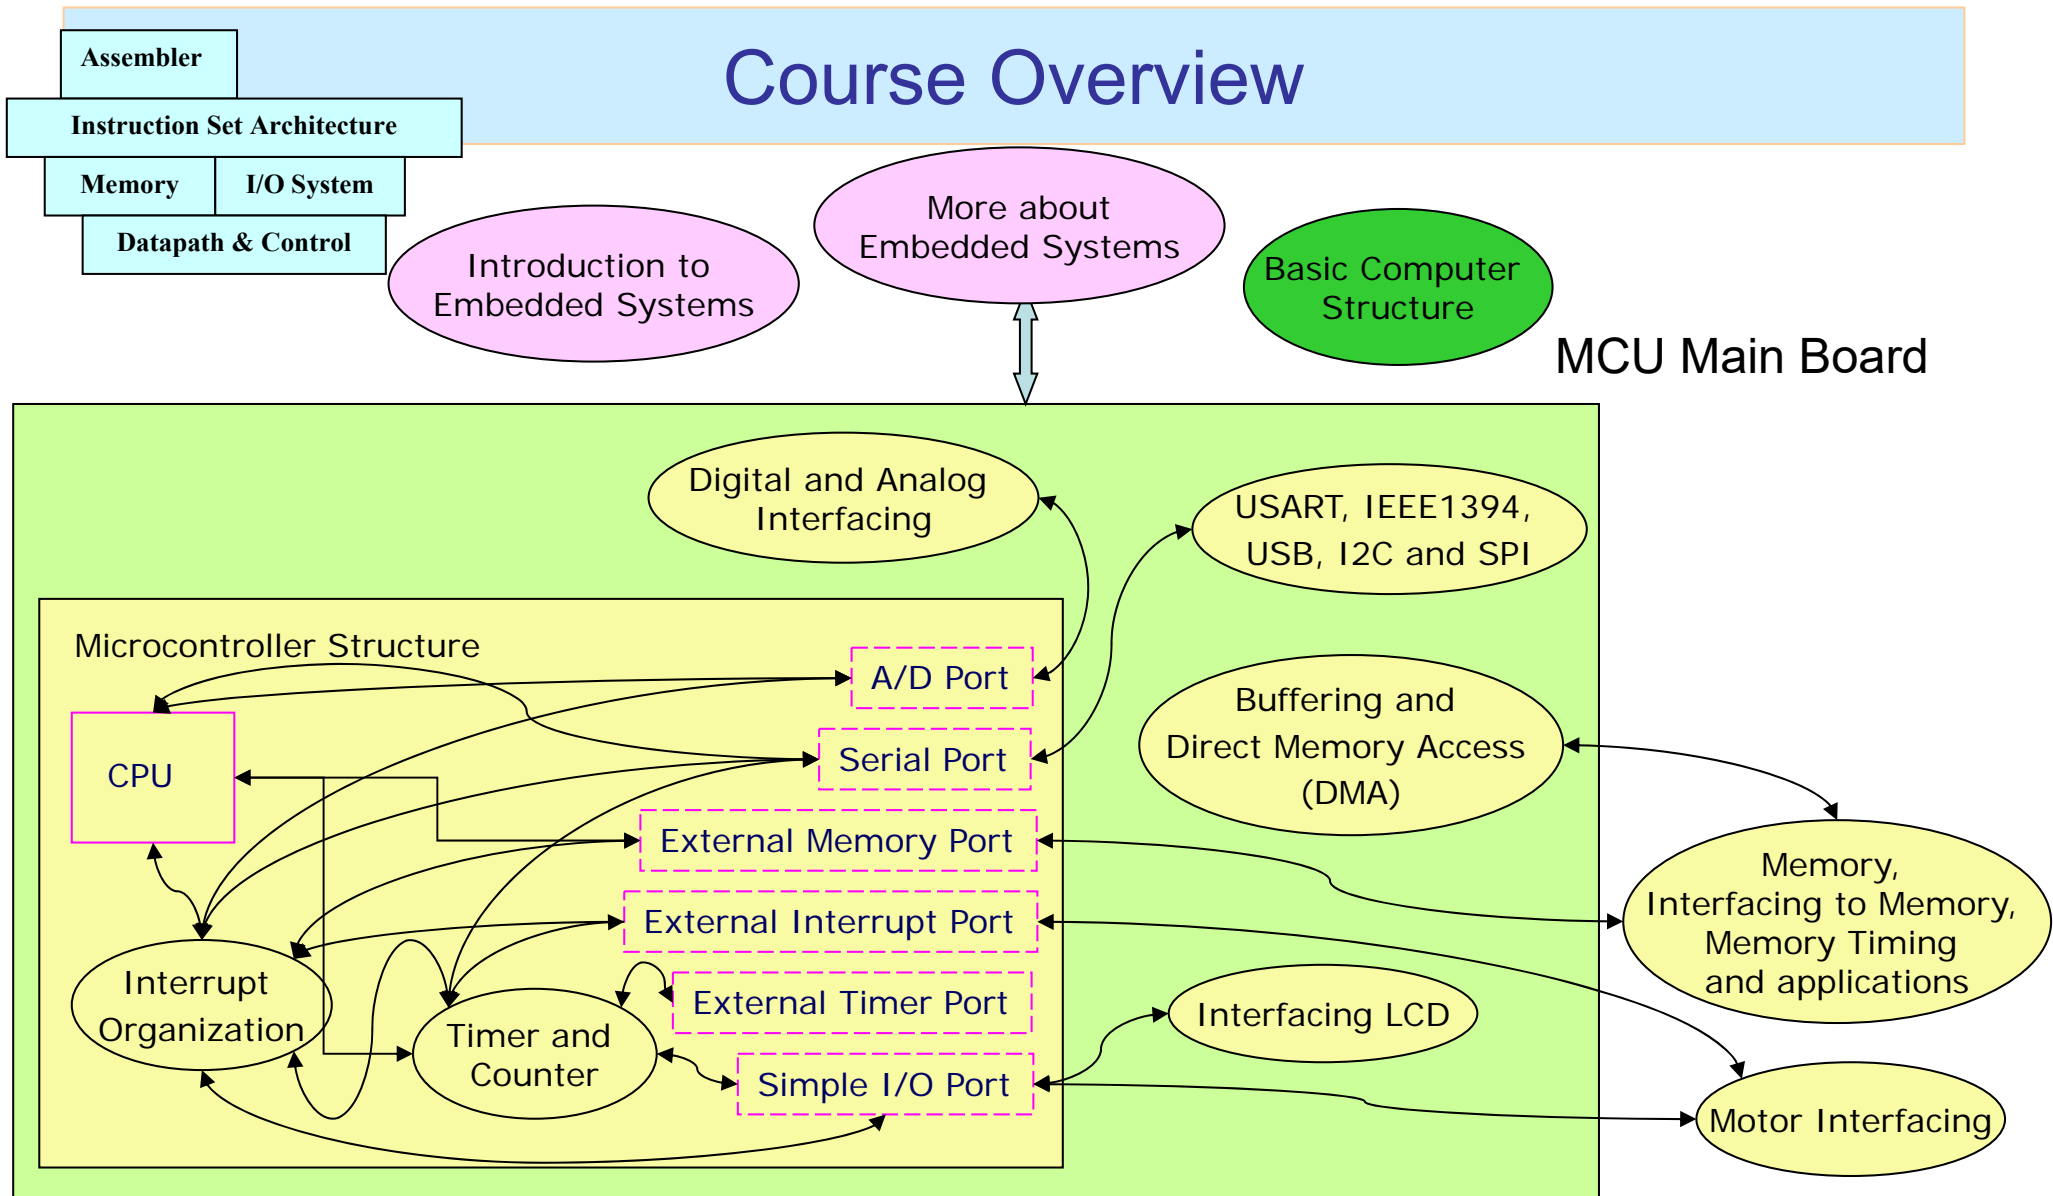 Course Overview
Assembler
Instruction Set Architecture
Memory
I/O System
Datapath & Control
Introduction to
Embedded Systems
More about
Embedded Systems
Basic Computer
Structure
MCU Main Board
Digital and Analog
Interfacing
USART, IEEE1394,
USB, I2C and SPI
Microcontroller Structure
A/D Port
Serial Port
CPU
External Memory Port
External Interrupt Port
External Timer Port
Simple I/O Port
Interrupt
Organization
Timer and
Counter
Buffering and
Direct Memory Access
(DMA)
Memory,
Interfacing to Memory,
Memory Timing
and applications
Interfacing LCD
Motor Interfacing